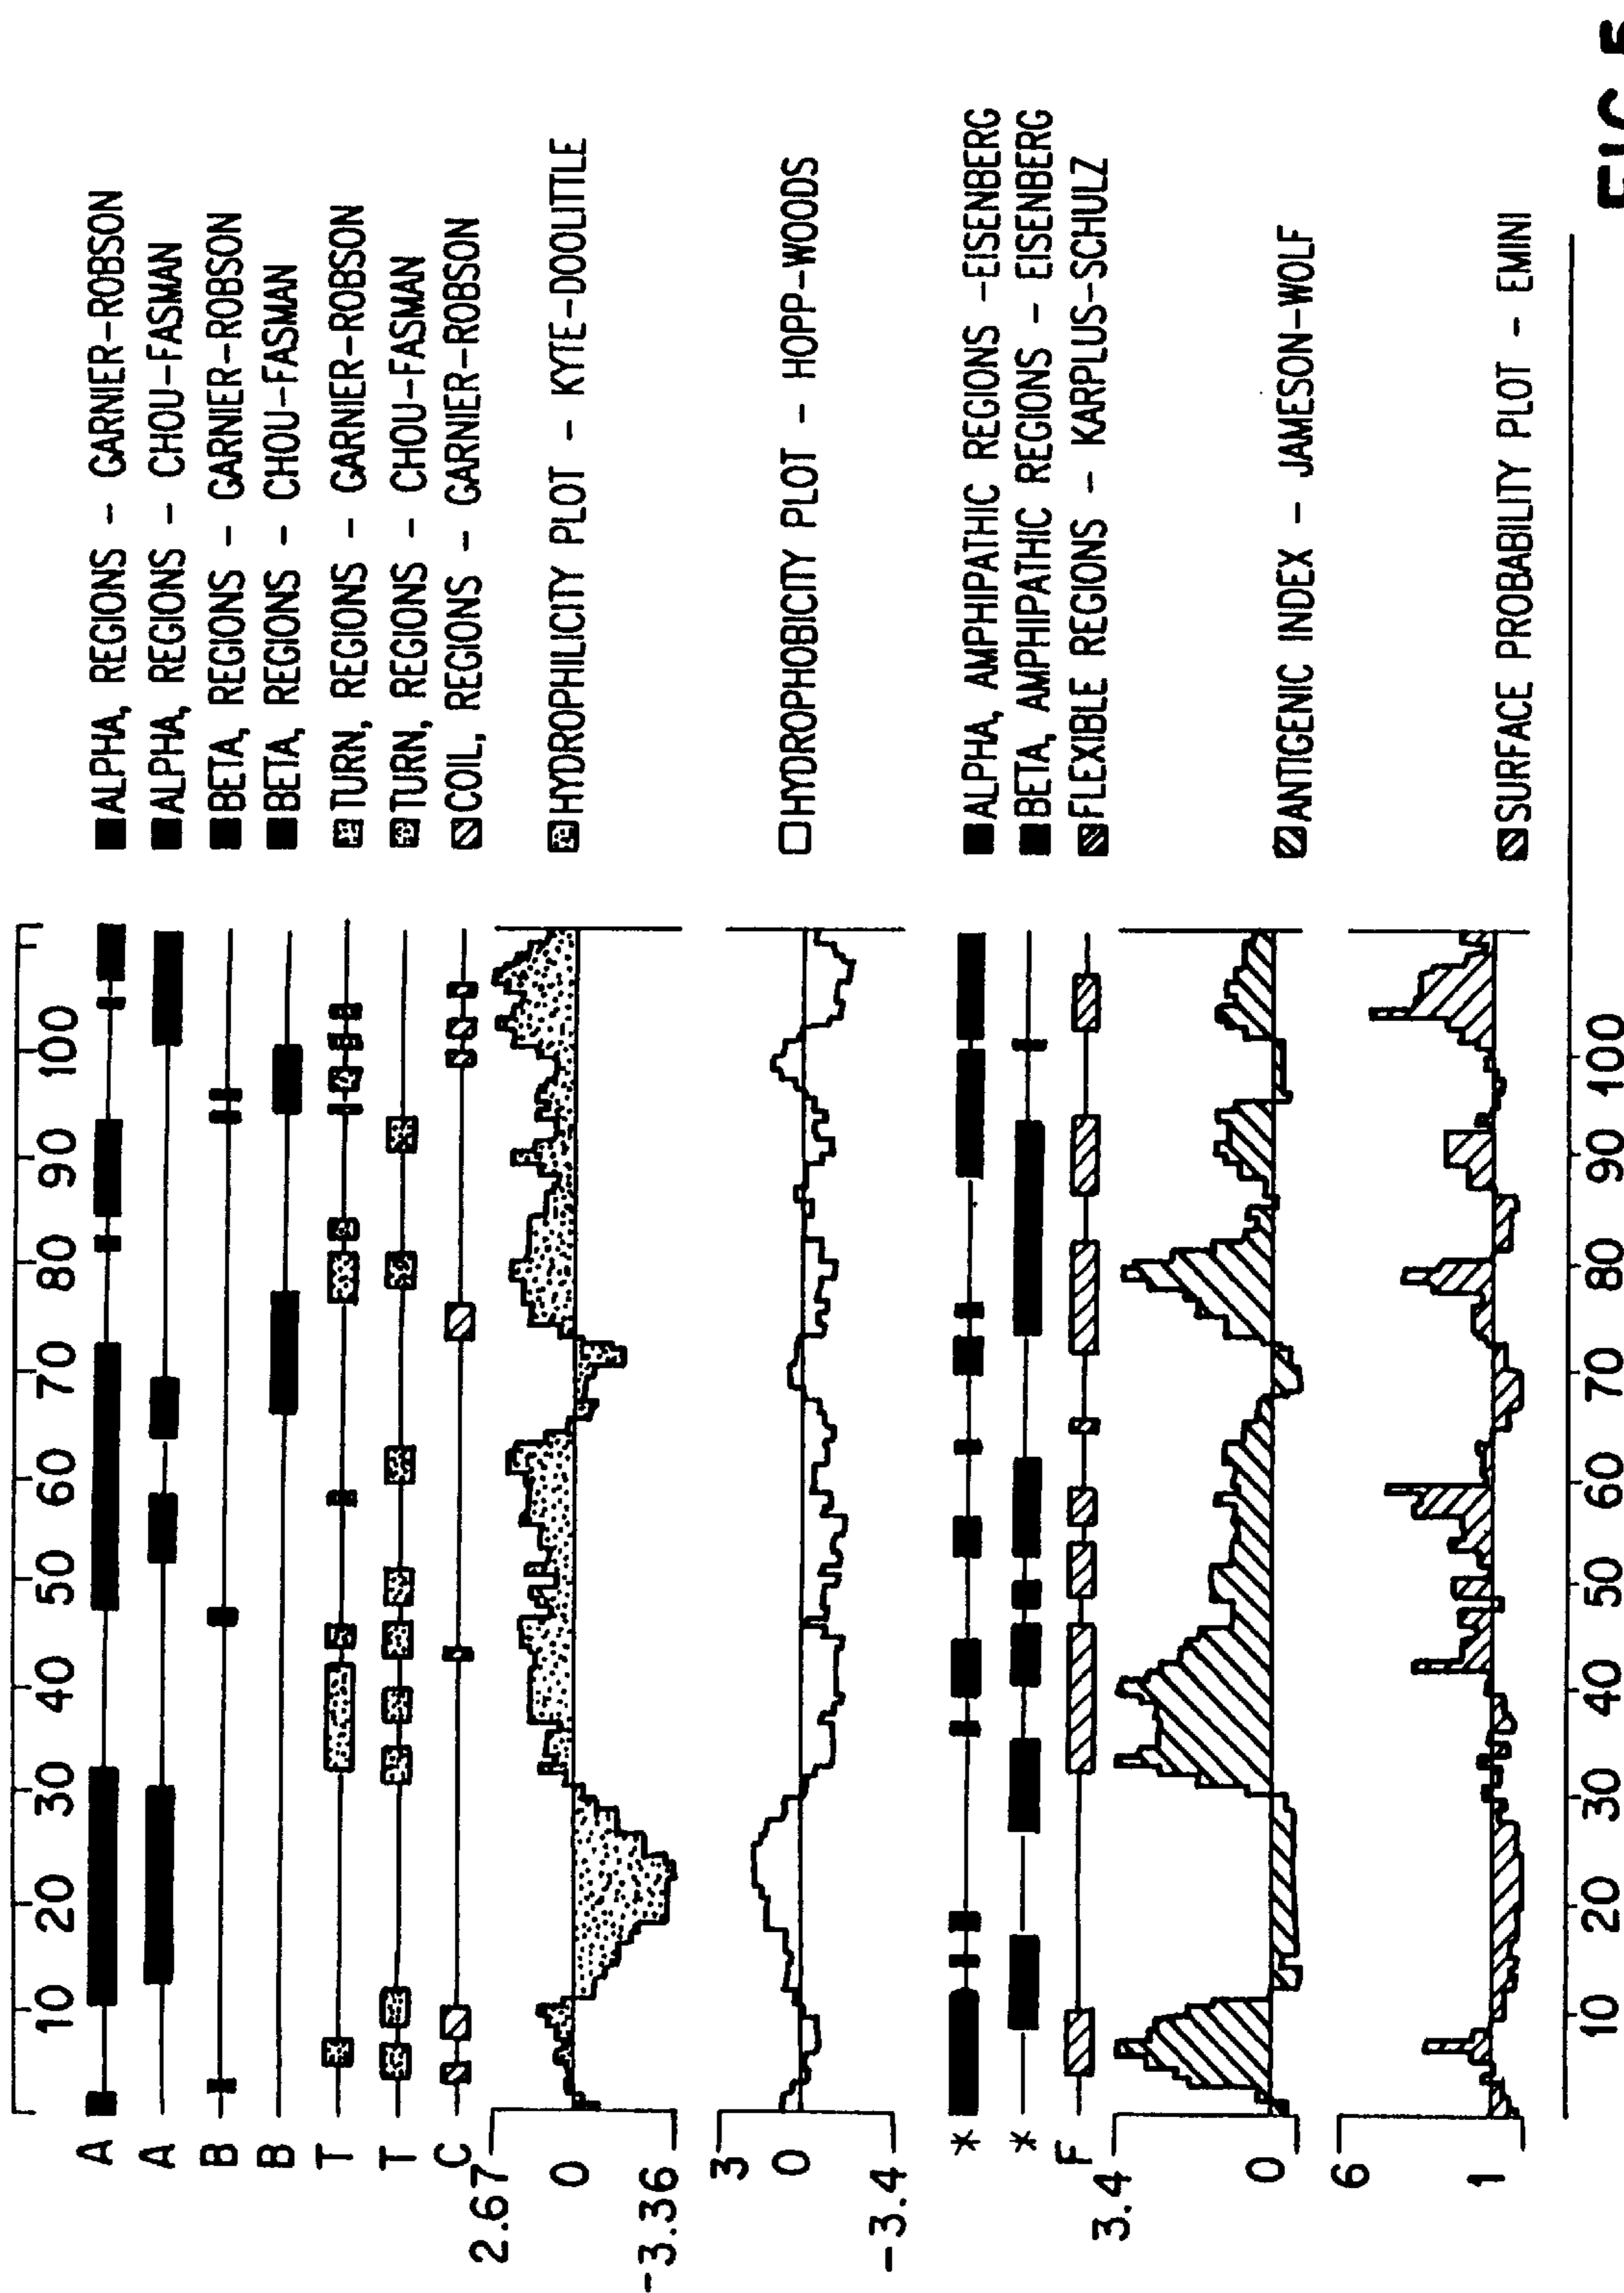 10 20 30 40 50 60 70 80 90 100
A ALPHA, REGIONS - GARNIER-ROBSON
A ALPHA, REGIONS - CHOU-FASMAN
B BETA, REGIONS - GARNIER-ROBSON
B BETA, REGIONS - CHOU-FASMAN
T TURN, REGIONS - GARNIER-ROBSON
T TURN, REGIONS - CHOU-FASMAN
C COIL, REGIONS - GARNIER-ROBSON
2.67
0 HYDROPHILICITY PLOT - KYTE-DOOLITTLE
-3.36
3
0 HYDROPHOBICITY PLOT - HOPP-WOODS
-3.4
* ALPHA, AMPHIPATHIC REGIONS -EISENBERG
* BETA, AMPHIPATHIC REGIONS - EISENBERG
F FLEXIBLE REGIONS - KARPLUS-SCHULZ
3.4
0 ANTIGENIC INDEX - JAMESON-WOLF
6
1 SURFACE PROBABILITY PLOT - EMINI
10 20 30 40 50 60 70 80 90 100